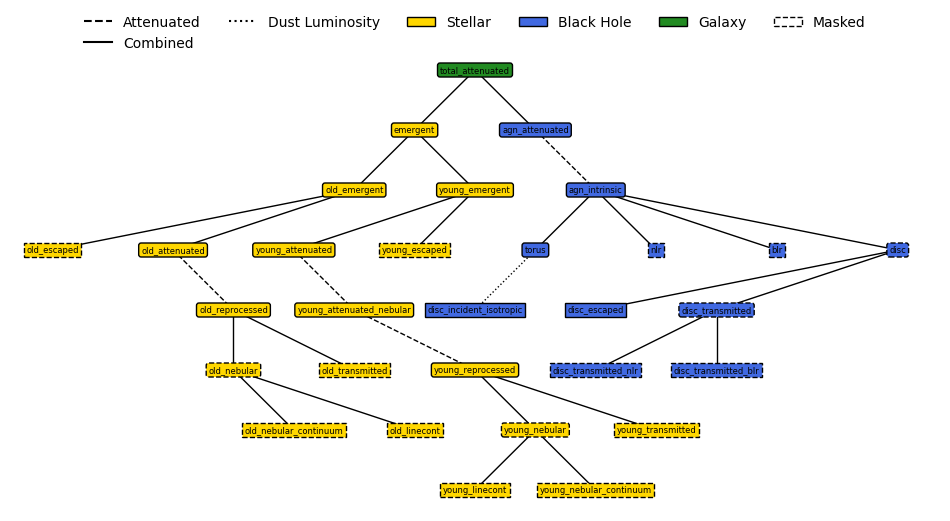 Attenuated Dust Luminosity Stellar Black Hole Galaxy Masked
Combined
total_attenuated
emergent agn_attenuated
old_emergent young_emergent agn_intrinsic
old_escaped old_attenuated young_attenuated young_escaped torus nlr blr disc
old_reprocessed young_attenuated_nebular disc_incident_isotropic disc_escaped disc_transmitted
old_nebular old_transmitted young_reprocessed disc_transmitted_nlr disc_transmitted_blr
old_nebular_continuum old_linecont young_nebular young_transmitted
young_linecont young_nebular_continuum